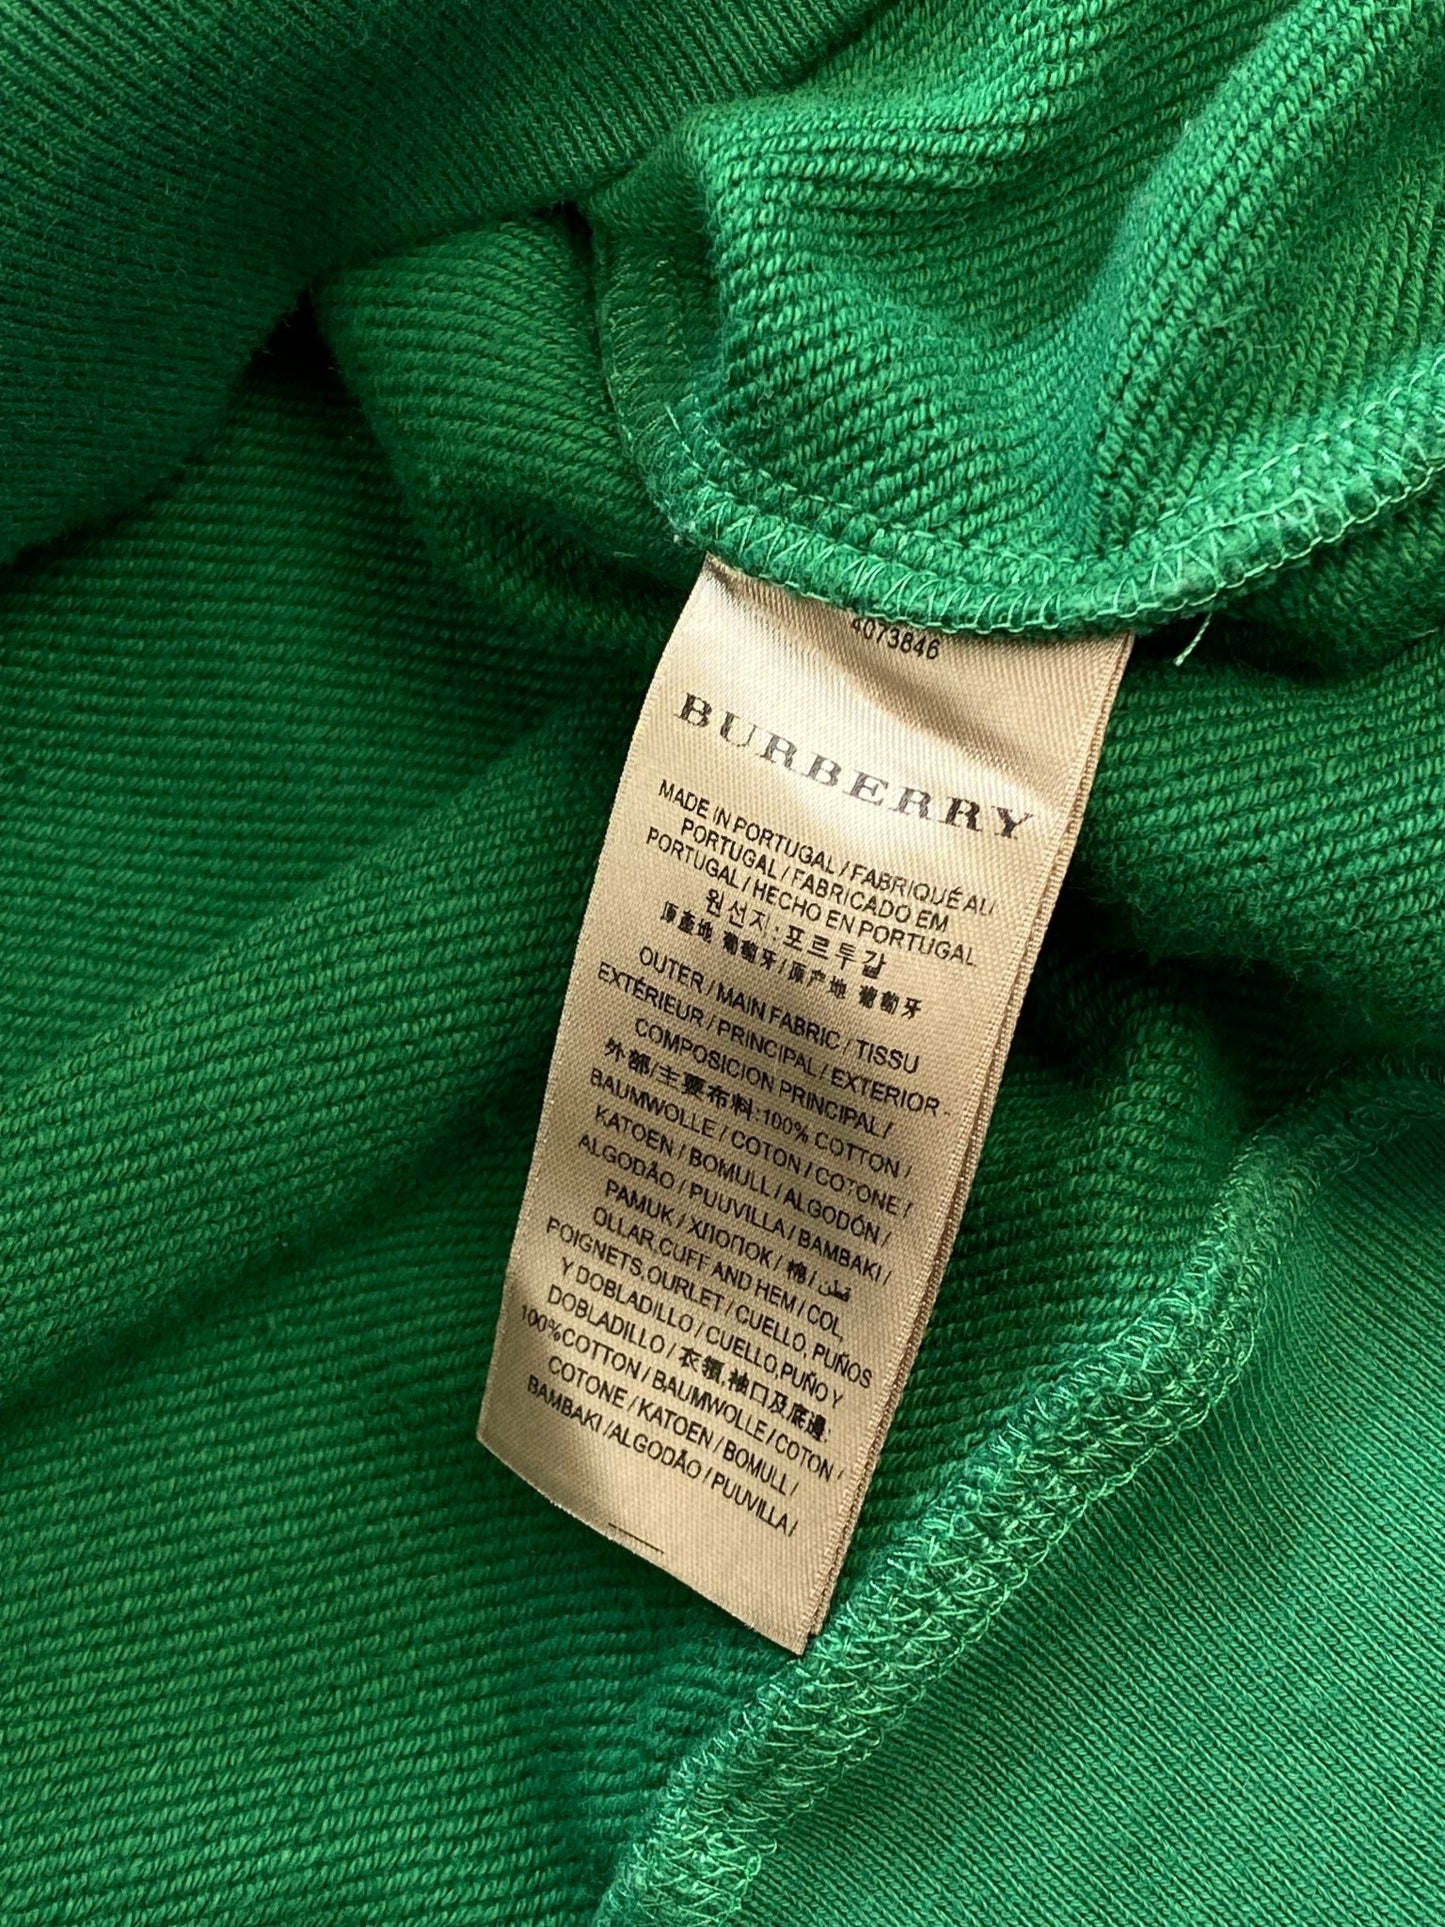 4073846
BURBERRY
MADE IN PORTUGAL / FABRIQUÉ AU
PORTUGAL / FABRICADO EM
PORTUGAL / HECHO EN PORTUGAL
원선지 : 포르투갈
原產地 葡萄牙 / 原产地 葡萄牙
OUTER / MAIN FABRIC / TISSU
EXTÉRIEUR / PRINCIPAL / EXTERIOR -
COMPOSICION PRINCIPAL /
外部/主要布料: 100% COTTON /
BAUMWOLLE / COTON / COTONE /
KATOEN / BOMULL / ALGODÓN /
ALGODÃO / PUUVILLA / BAMBAKI /
PAMUK / ХЛОПОК / 棉 / قطن
OLLAR,CUFF AND HEM / COL,
POIGNETS,OURLET / CUELLO, PUÑOS
Y DOBLADILLO / CUELLO,PUÑO Y
DOBLADILLO / 衣領,袖口及底邊:
100%COTTON / BAUMWOLLE / COTON /
COTONE / KATOEN / BOMULL /
BAMBAKI / ALGODÃO / PUUVILLA /